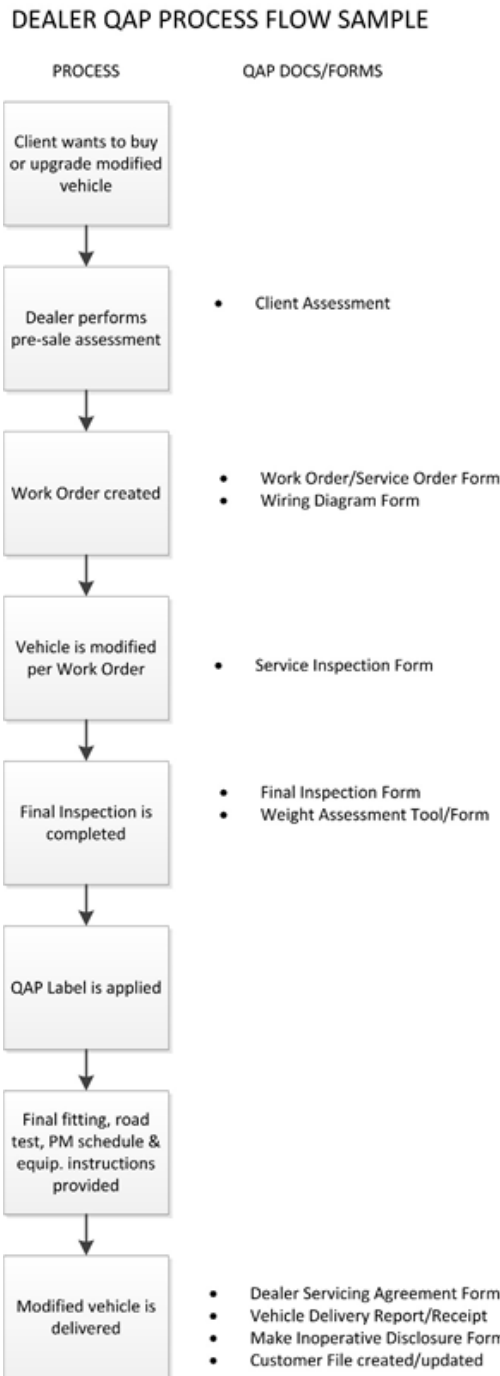 DEALER QAP PROCESS FLOW SAMPLE
PROCESS
QAP DOCS/FORMS
Client wants to buy
or upgrade modified
vehicle
Dealer performs
pre-sale assessment
• Client Assessment
Work Order created
• Work Order/Service Order Form
• Wiring Diagram Form
Vehicle is modified
per Work Order
• Service Inspection Form
Final Inspection is
completed
• Final Inspection Form
• Weight Assessment Tool/Form
QAP Label is applied
Final fitting, road
test, PM schedule &
equip. instructions
provided
Modified vehicle is
delivered
• Dealer Servicing Agreement Form
• Vehicle Delivery Report/Receipt
• Make Inoperative Disclosure Form
• Customer File created/updated